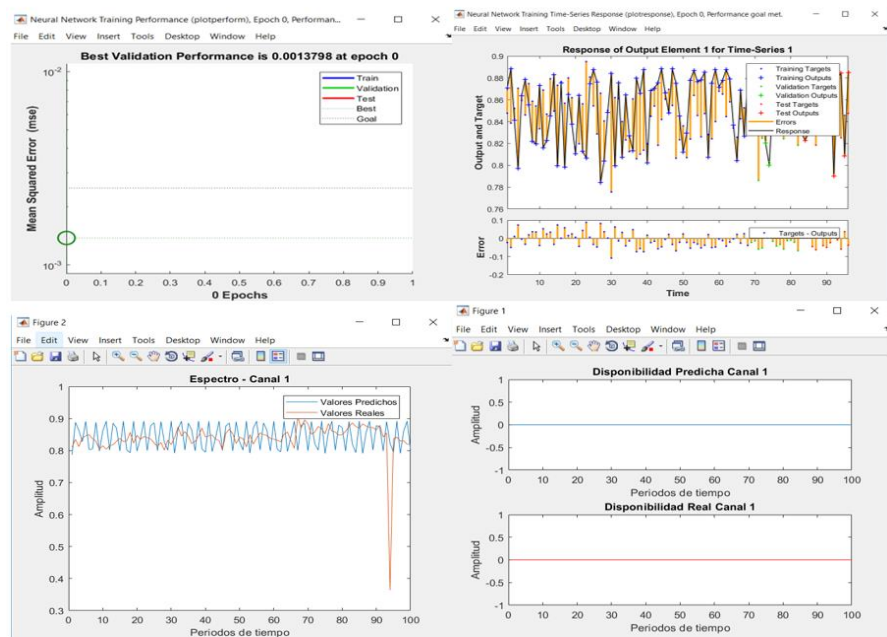 Neural Network Training Performance (plotperform), Epoch 0, Performan...
File Edit View Insert Tools Desktop Window Help
Best Validation Performance is 0.0013798 at epoch 0
Mean Squared Error (mse)
10-2
10-3
Train
Validation
Test
Best
Goal
0 0.1 0.2 0.3 0.4 0.5 0.6 0.7 0.8 0.9 1
0 Epochs
Neural Network Training Time-Series Response (plotresponse), Epoch 0, Performance goal met.
File Edit View Insert Tools Desktop Window Help
Response of Output Element 1 for Time-Series 1
Output and Target
0.9
0.88
0.86
0.84
0.82
0.8
0.78
0.76
Training Targets
Training Outputs
Validation Targets
Validation Outputs
Test Targets
Test Outputs
Errors
Response
Error
0.1
0
-0.1
-0.2
Targets - Outputs
10 20 30 40 50 60 70 80 90
Time
Figure 2
File Edit View Insert Tools Desktop Window Help
Espectro - Canal 1
Amplitud
1
0.9
0.8
0.7
0.6
0.5
0.4
0.3
Valores Predichos
Valores Reales
0 10 20 30 40 50 60 70 80 90 100
Periodos de tiempo
Figure 1
File Edit View Insert Tools Desktop Window Help
Disponibilidad Predicha Canal 1
Amplitud
1
0.5
0
-0.5
-1
0 10 20 30 40 50 60 70 80 90 100
Periodos de tiempo
Disponibilidad Real Canal 1
Amplitud
1
0.5
0
-0.5
-1
0 10 20 30 40 50 60 70 80 90 100
Periodos de tiempo